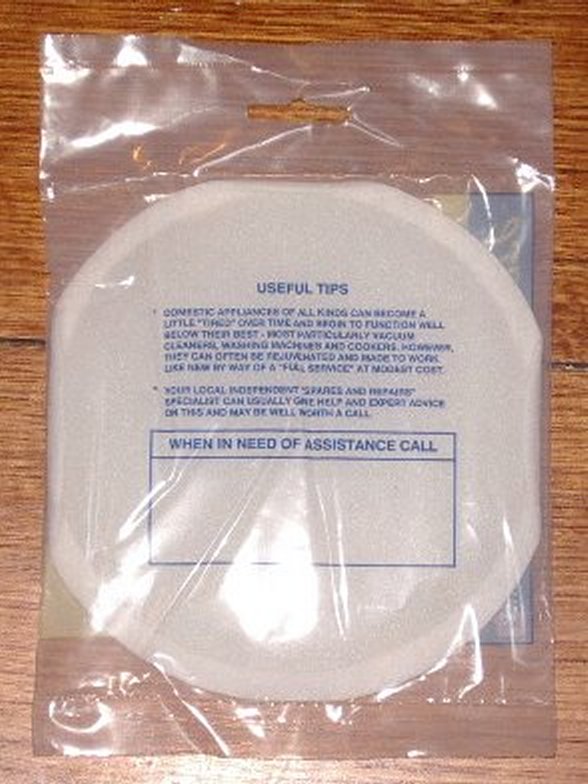 USEFUL TIPS
* DOMESTIC APPLIANCES OF ALL KINDS CAN BECOME A
LITTLE "TIRED" OVER TIME AND BEGIN TO FUNCTION WELL
BELOW THEIR BEST - MOST PARTICULARLY VACUUM
CLEANERS, WASHING MACHINES AND COOKERS. HOWEVER,
THEY CAN OFTEN BE REJUVENATED AND MADE TO WORK
LIKE NEW BY WAY OF A "FULL SERVICE" AT MODEST COST.
* YOUR LOCAL INDEPENDENT "SPARES AND REPAIRS"
SPECIALIST CAN USUALLY GIVE HELP AND EXPERT ADVICE
ON THIS AND MAY BE WELL WORTH A CALL.
WHEN IN NEED OF ASSISTANCE CALL